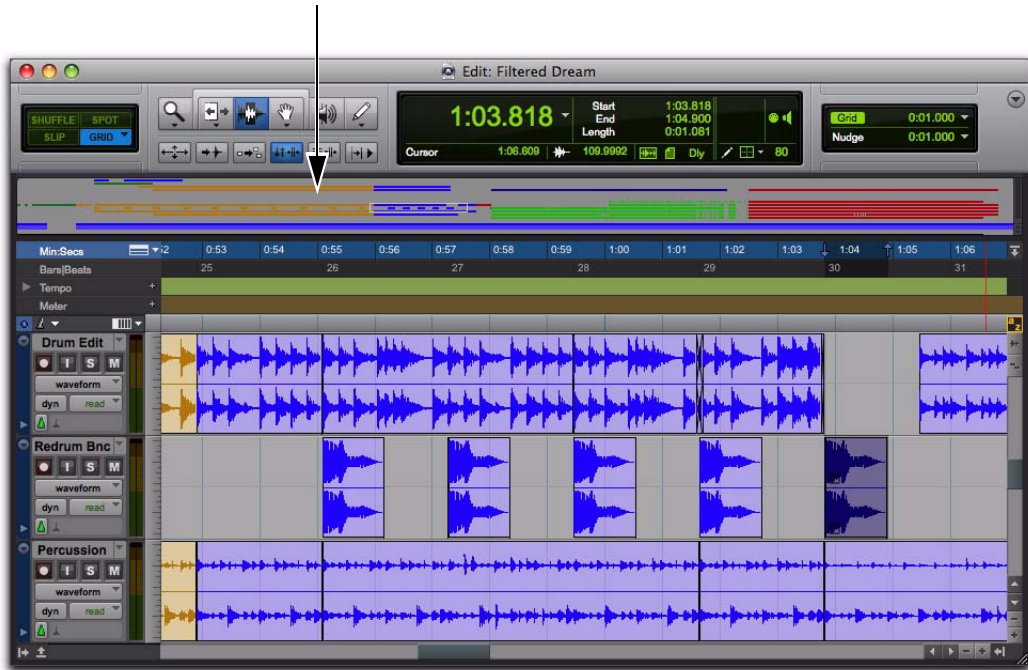 Edit: Filtered Dream
SHUFFLE SPOT
SLIP GRID
1:03.818
Start 1:03.818
End 1:04.900
Length 0:01.081
Cursor 1:06.609 109.9992 Dly 80
Grid 0:01.000
Nudge 0:01.000
Min:Secs 0:53 0:54 0:55 0:56 0:57 0:58 0:59 1:00 1:01 1:02 1:03 1:04 1:05 1:06
Bars|Beats 25 26 27 28 29 30 31
Tempo
Meter
a
z
Drum Edit
I S M
waveform
dyn read
Redrum Bnc
I S M
waveform
dyn read
Percussion
I S M
waveform
dyn read